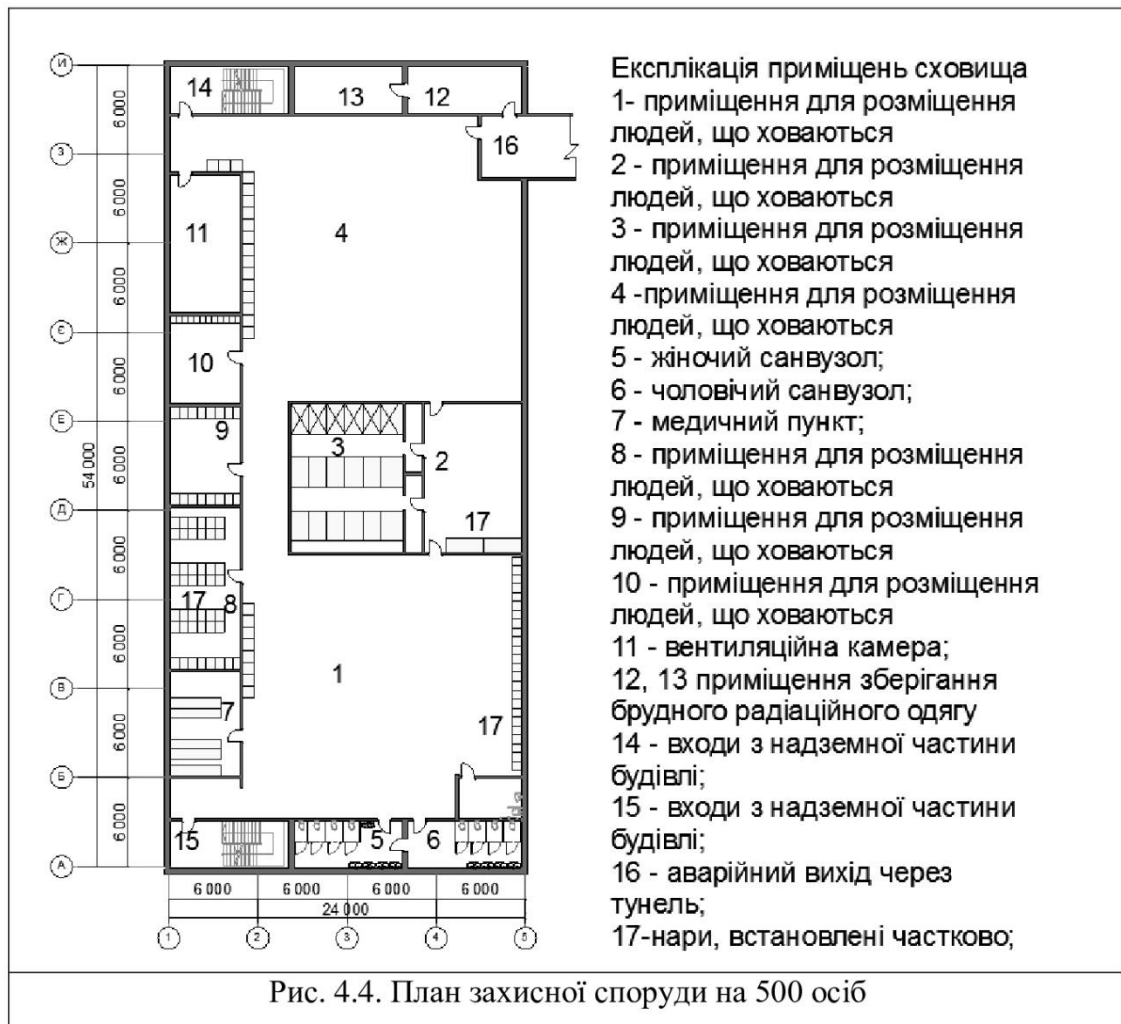 И
З
Ж
Є
Е
Д
Г
В
Б
А
6 000
6 000
6 000
6 000
6 000
6 000
6 000
6 000
6 000
54 000
14
13
12
16
11
4
10
9
3
2
17
17
8
1
7
17
15
5
6
6 000
6 000
6 000
6 000
24 000
1
2
3
4
5
Експлікація приміщень сховища
1- приміщення для розміщення
людей, що ховаються
2 - приміщення для розміщення
людей, що ховаються
3 - приміщення для розміщення
людей, що ховаються
4 -приміщення для розміщення
людей, що ховаються
5 - жіночий санвузол;
6 - чоловічий санвузол;
7 - медичний пункт;
8 - приміщення для розміщення
людей, що ховаються
9 - приміщення для розміщення
людей, що ховаються
10 - приміщення для розміщення
людей, що ховаються
11 - вентиляційна камера;
12, 13 приміщення зберігання
брудного радіаційного одягу
14 - входи з надземної частини
будівлі;
15 - входи з надземної частини
будівлі;
16 - аварійний вихід через
тунель;
17-нари, встановлені частково;
Рис. 4.4. План захисної споруди на 500 осіб